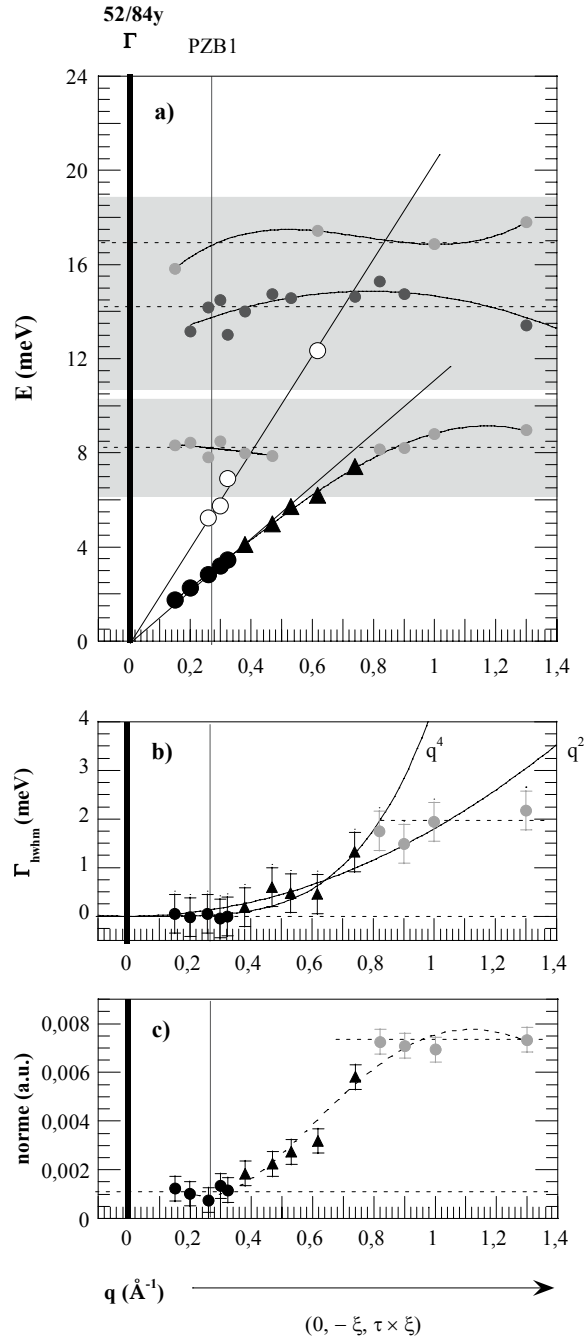 52/84y
Γ
PZB1
a)
24
20
16
12
8
4
0
E (meV)
0 0,2 0,4 0,6 0,8 1 1,2 1,4
b)
q⁴
q²
4
3
2
1
0
Γhwhm (meV)
0 0,2 0,4 0,6 0,8 1 1,2 1,4
c)
0,008
0,006
0,004
0,002
0
norme (a.u.)
0 0,2 0,4 0,6 0,8 1 1,2 1,4
q (Å⁻¹)
(0, − ξ, τ × ξ)